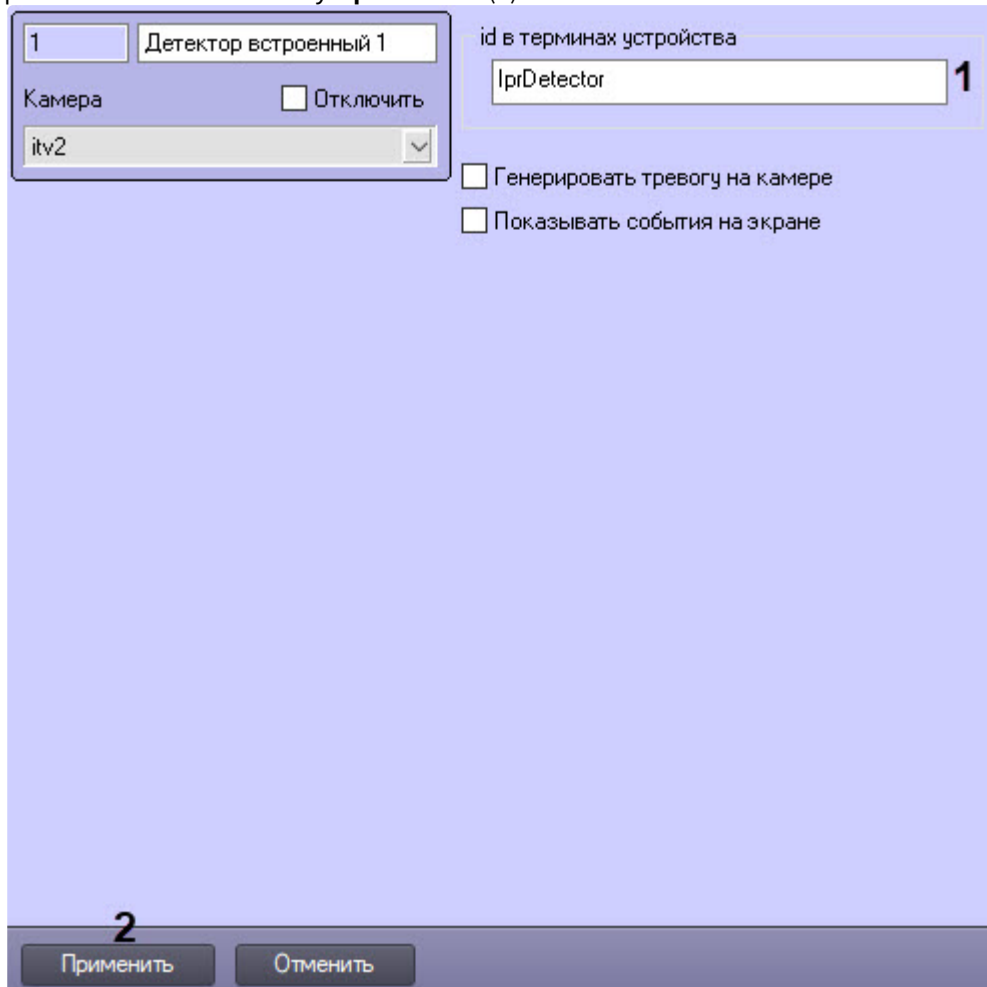 1
Детектор встроенный 1
Камера
Отключить
itv2
id в терминах устройства
lprDetector
1
Генерировать тревогу на камере
Показывать события на экране
2
Применить
Отменить